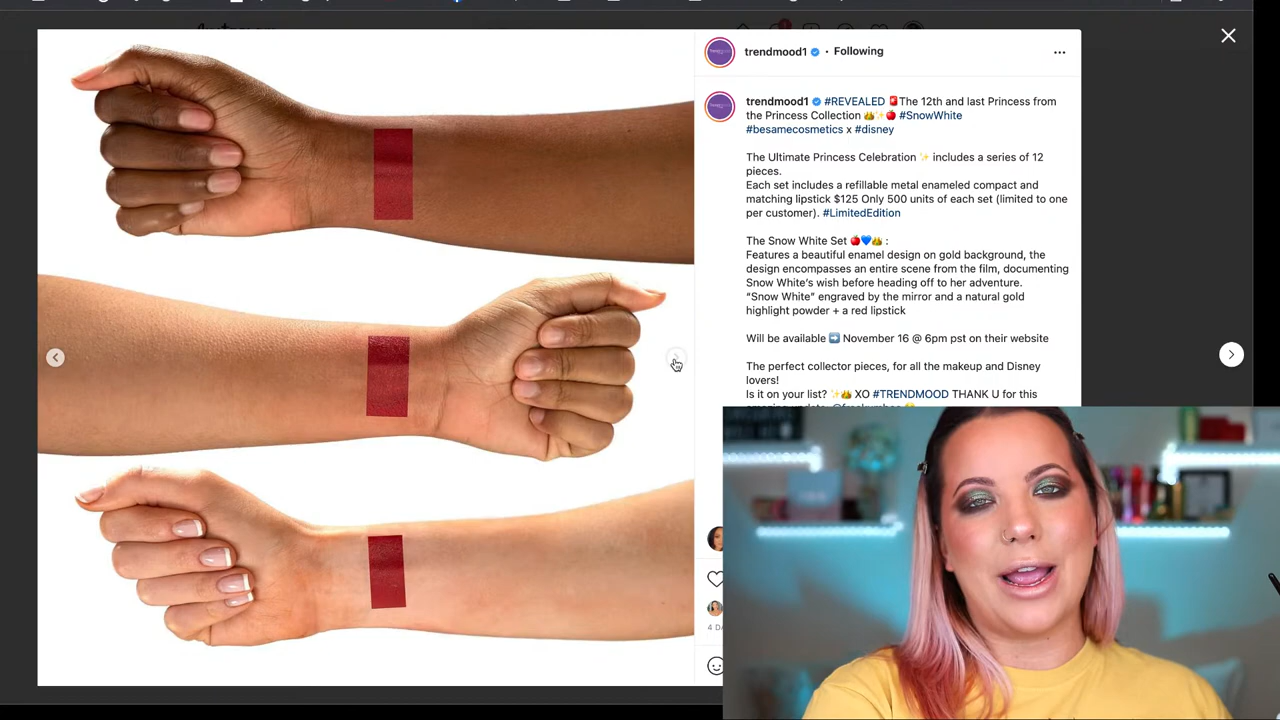 trendmood1 • Following
trendmood1 #REVEALED 🚨The 12th and last Princess from
the Princess Collection 👑✨🍎 #SnowWhite
#besamecosmetics x #disney
The Ultimate Princess Celebration ✨ includes a series of 12
pieces.
Each set includes a refillable metal enameled compact and
matching lipstick $125 Only 500 units of each set (limited to one
per customer). #LimitedEdition
The Snow White Set 🍎💙👑 :
Features a beautiful enamel design on gold background, the
design encompasses an entire scene from the film, documenting
Snow White's wish before heading off to her adventure.
“Snow White” engraved by the mirror and a natural gold
highlight powder + a red lipstick
Will be available ➡️ November 16 @ 6pm pst on their website
The perfect collector pieces, for all the makeup and Disney
lovers!
Is it on your list? ✨👑 XO #TRENDMOOD THANK U for this
4 D